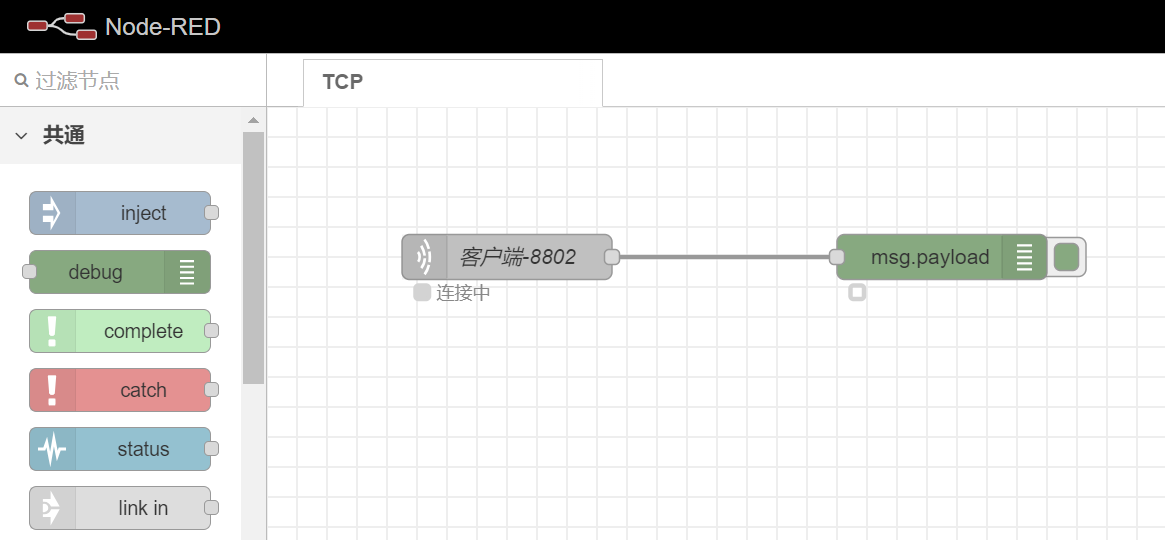 Node-RED
过滤节点
TCP
共通
inject
debug
complete
catch
status
link in
客户端-8802
连接中
msg.payload